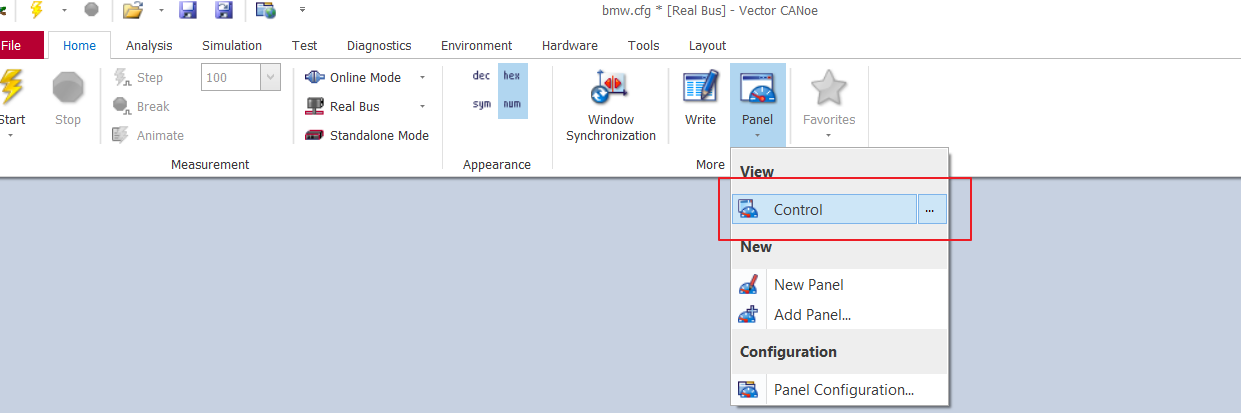 bmw.cfg * [Real Bus] - Vector CANoe
File Home Analysis Simulation Test Diagnostics Environment Hardware Tools Layout
Step 100 Online Mode dec hex
Break Real Bus sym num
Start Stop Window Synchronization Write Panel Favorites
Animate Standalone Mode
Measurement Appearance More
View
Control ...
New
New Panel
Add Panel...
Configuration
Panel Configuration...